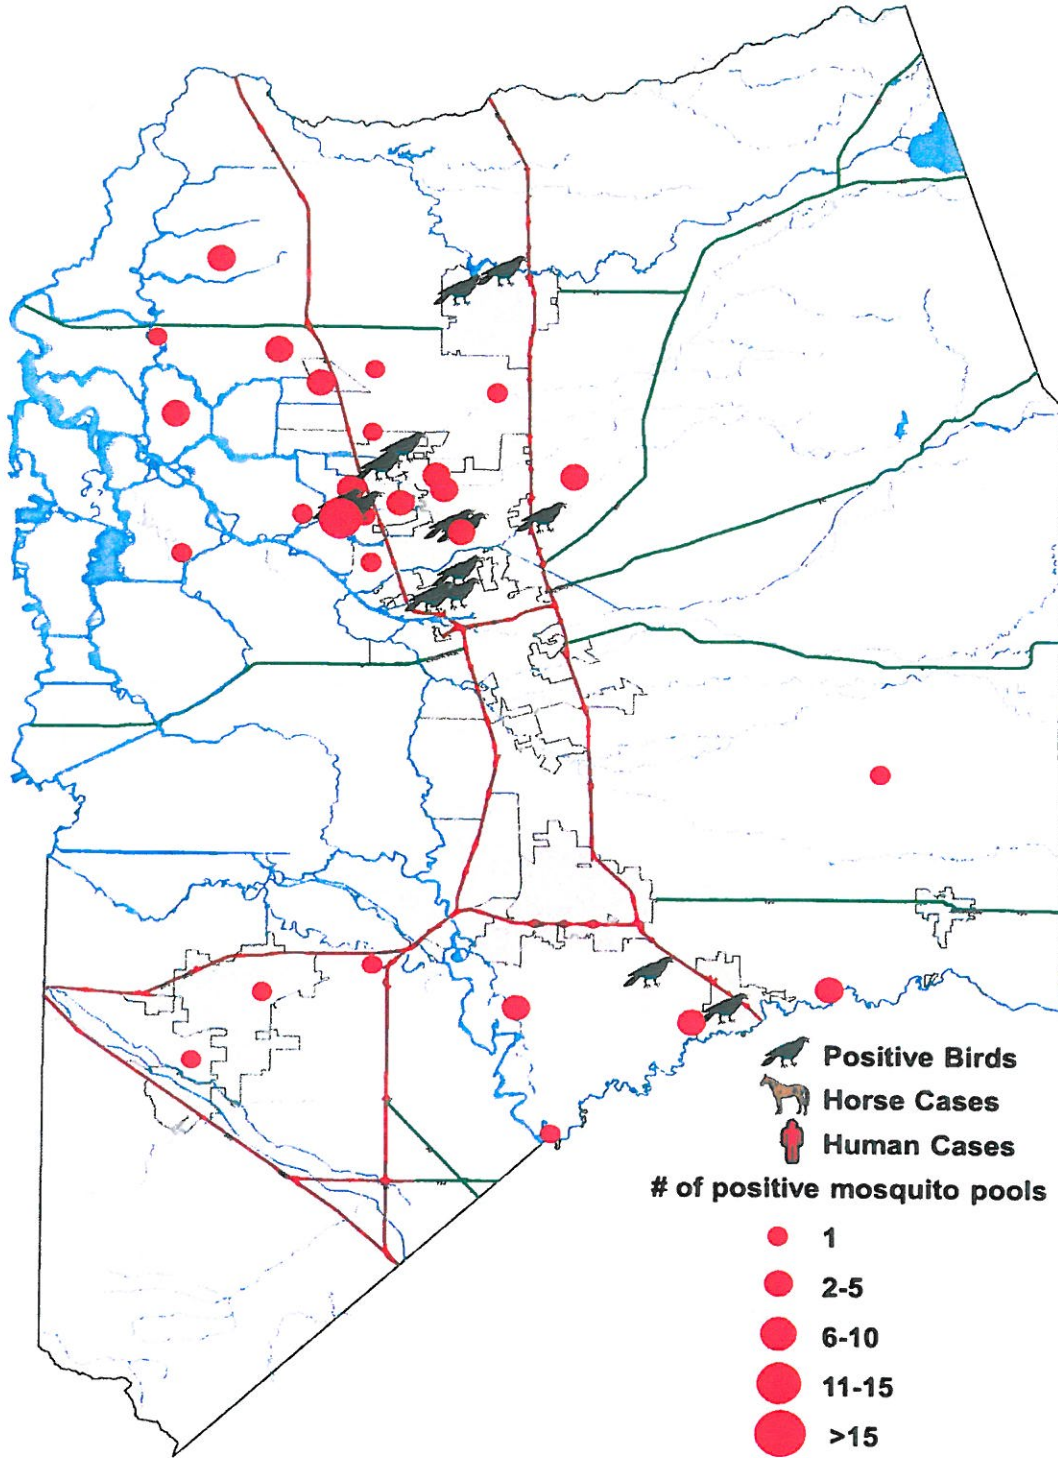 Positive Birds
Horse Cases
Human Cases
# of positive mosquito pools
1
2-5
6-10
11-15
>15